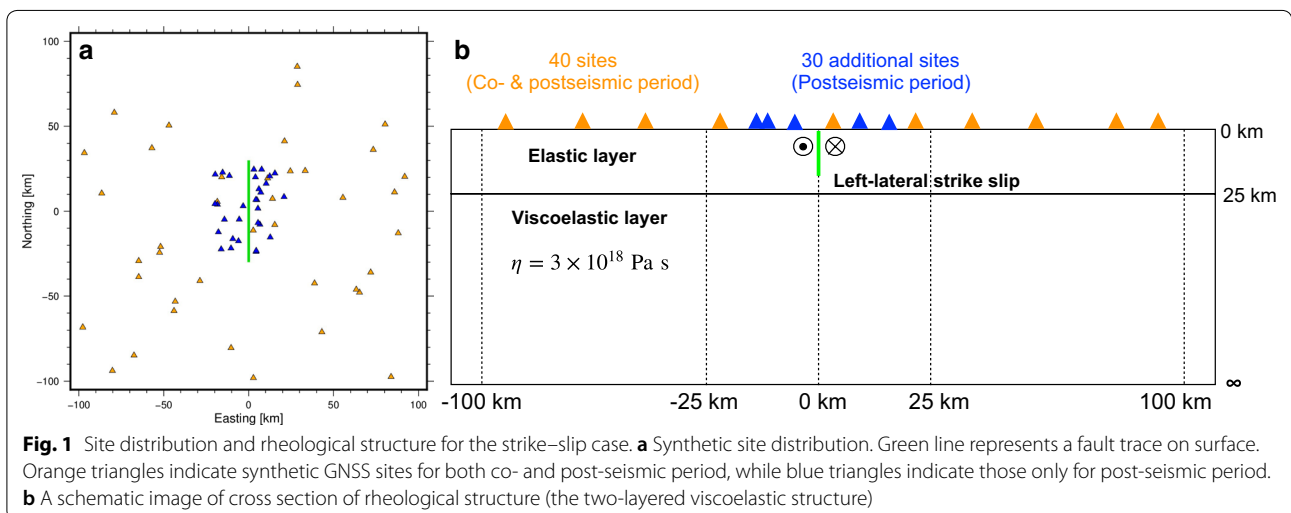 a
100
50
0
−50
−100
Northing [km]
−100
−50
0
50
100
Easting [km]
b
40 sites
(Co- & postseismic period)
30 additional sites
(Postseismic period)
0 km
Elastic layer
Left-lateral strike slip
25 km
Viscoelastic layer
η = 3 × 10¹⁸ Pa s
∞
-100 km
-25 km
0 km
25 km
100 km
Fig. 1 Site distribution and rheological structure for the strike–slip case. a Synthetic site distribution. Green line represents a fault trace on surface.
Orange triangles indicate synthetic GNSS sites for both co- and post-seismic period, while blue triangles indicate those only for post-seismic period.
b A schematic image of cross section of rheological structure (the two-layered viscoelastic structure)